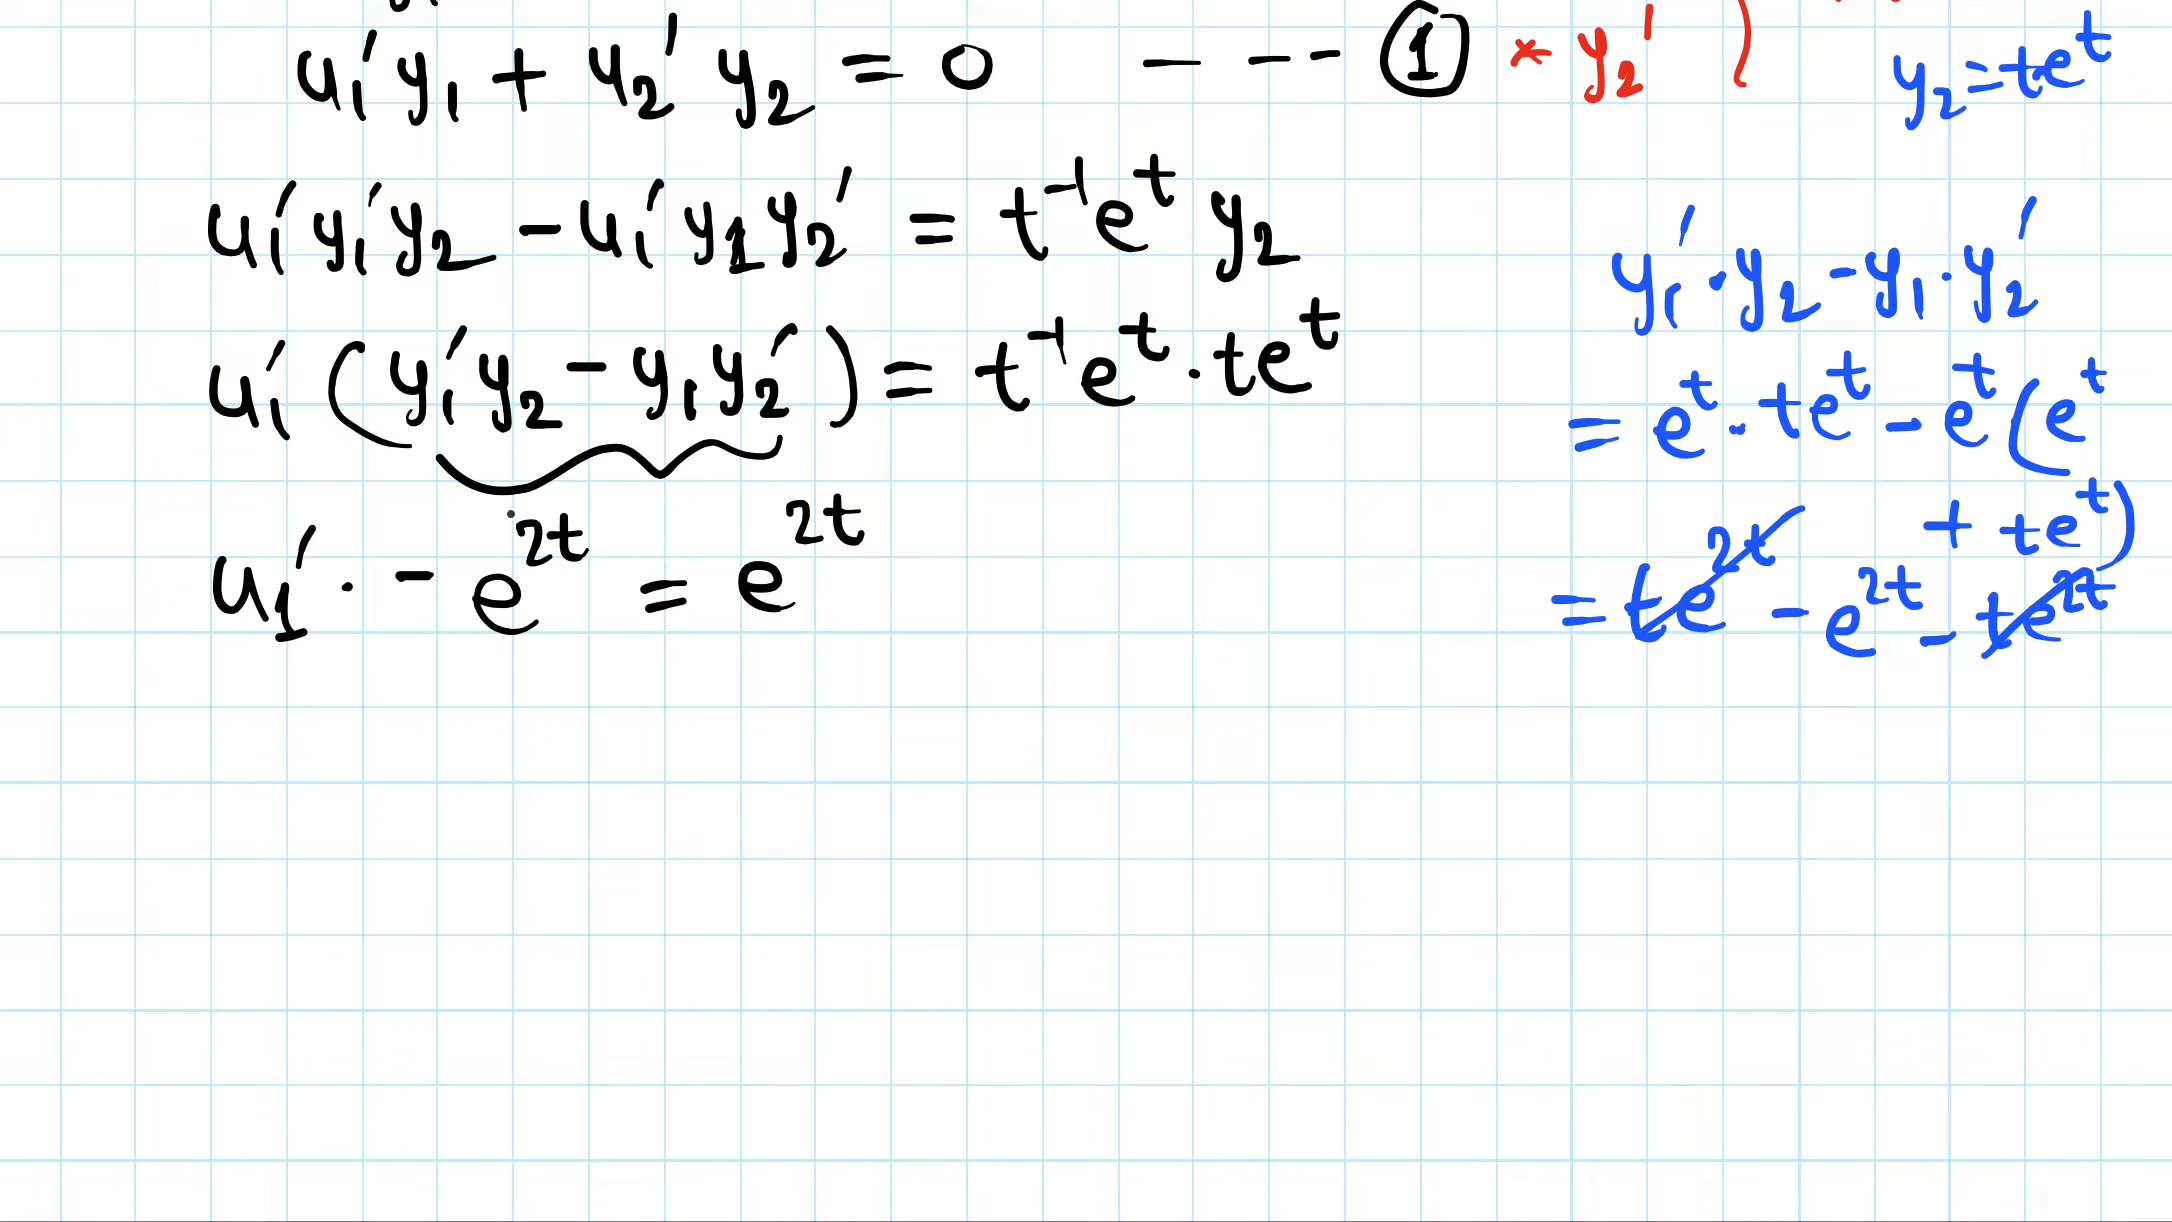 u₁'y₁ + u₂'y₂ = 0 — - -- ① * y₂' )
y₂=te^t
u₁'y₁'y₂ - u₁'y₁y₂' = t⁻¹e^t y₂
u₁'(y₁'y₂ - y₁y₂') = t⁻¹e^t · te^t
u₁' · - e^2t = e^2t
y₁' · y₂ - y₁ · y₂'
= e^t · te^t - e^t (e^t
+ te^t)
= te^2t - e^2t - te^2t